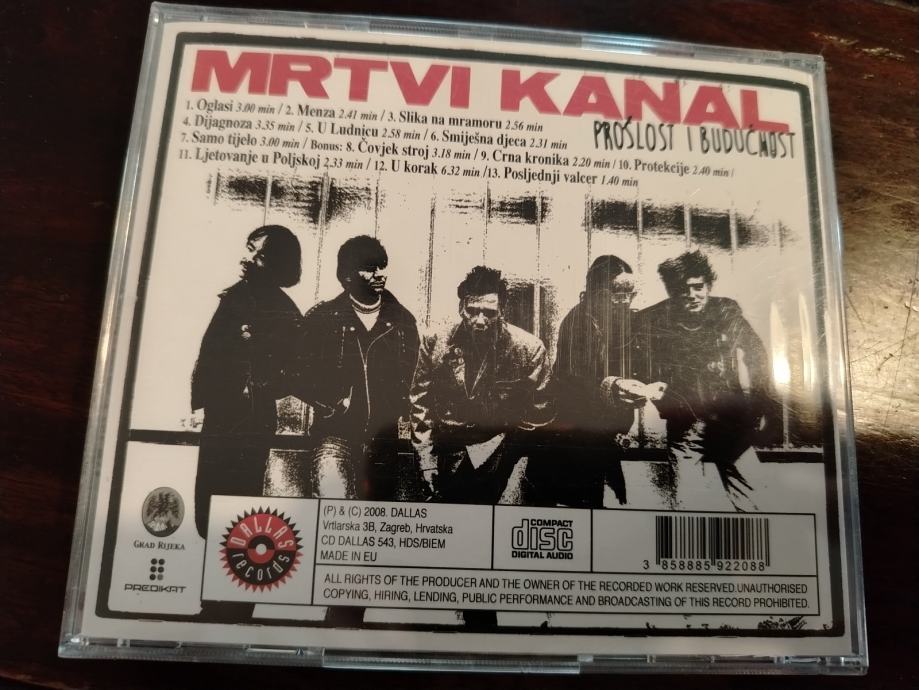 MRTVI KANAL
PROŠLOST I BUDUĆNOST
1. Oglasi 3.00 min / 2. Menza 2.41 min / 3. Slika na mramoru 2.56 min
4. Dijagnoza 3.35 min / 5. U Ludnicu 2.58 min / 6. Smiješna djeca 2.31 min
7. Samo tijelo 3.00 min / Bonus: 8. Čovjek stroj 3.18 min / 9. Crna kronika 2.20 min / 10. Protekcije 2.40 min /
11. Ljetovanje u Poljskoj 2.33 min / 12. U korak 6.32 min /13. Posljednji valcer 1.40 min
GRAD RIJEKA
PREDIKAT
DALLAS
records
(P) & (C) 2008. DALLAS
Vrtlarska 3B, Zagreb, Hrvatska
CD DALLAS 543, HDS/BIEM
MADE IN EU
COMPACT
disc
DIGITAL AUDIO
3 858885 922088
ALL RIGHTS OF THE PRODUCER AND THE OWNER OF THE RECORDED WORK RESERVED.UNAUTHORISED
COPYING, HIRING, LENDING, PUBLIC PERFORMANCE AND BROADCASTING OF THIS RECORD PROHIBITED.